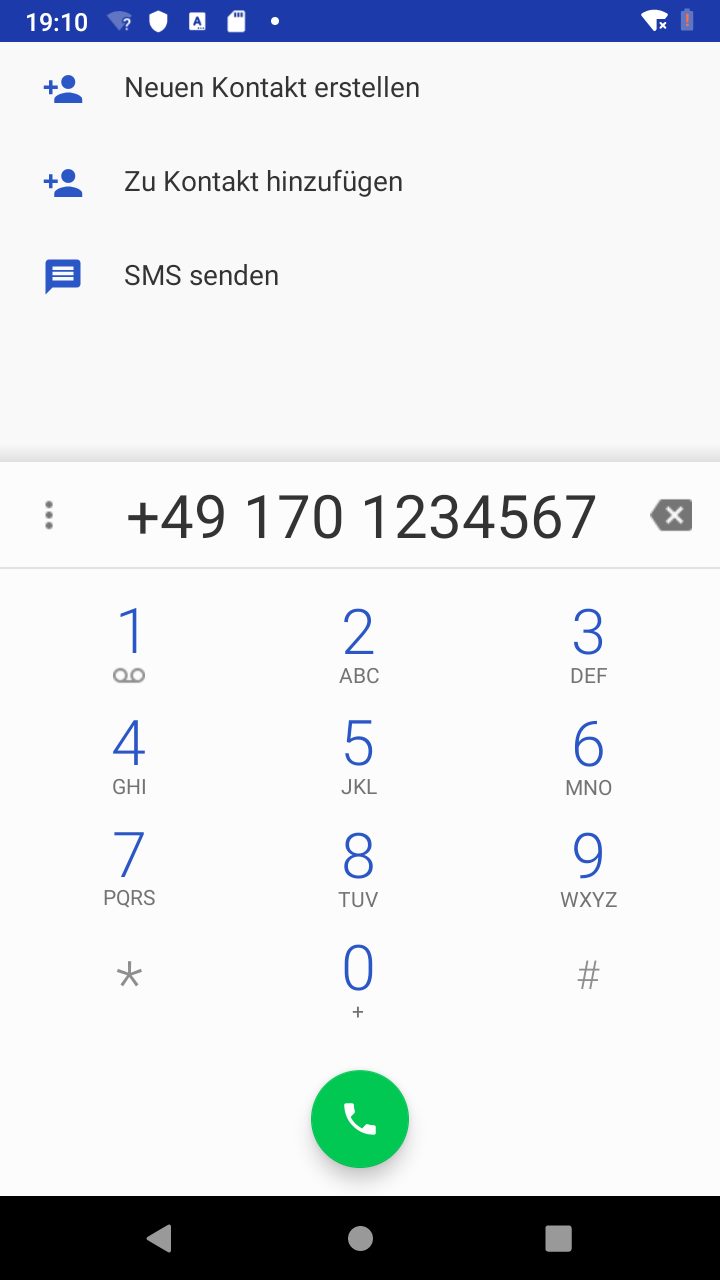 19:10
Neuen Kontakt erstellen
Zu Kontakt hinzufügen
SMS senden
+49 170 1234567
1 2 3
ABC DEF
4 5 6
GHI JKL MNO
7 8 9
PQRS TUV WXYZ
* 0 #
+